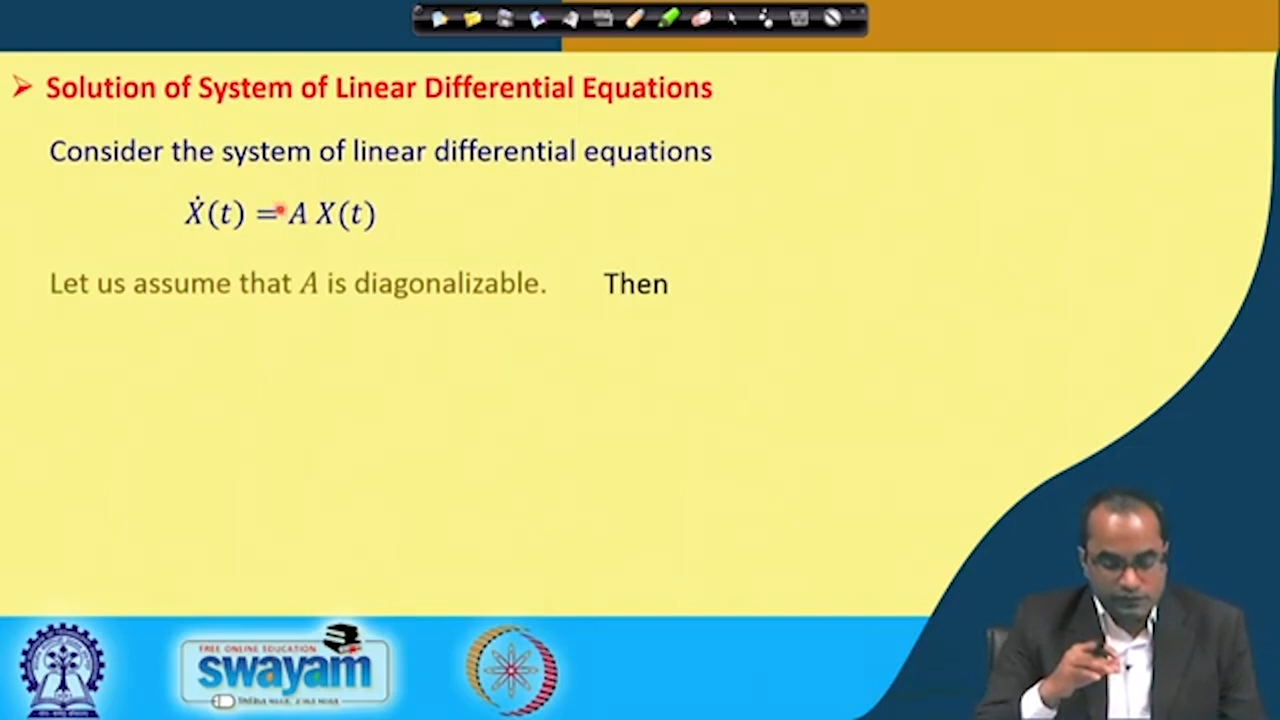 ➢ Solution of System of Linear Differential Equations
Consider the system of linear differential equations
Ẋ(t) = A X(t)
Let us assume that A is diagonalizable. Then
FREE ONLINE EDUCATION
swayam